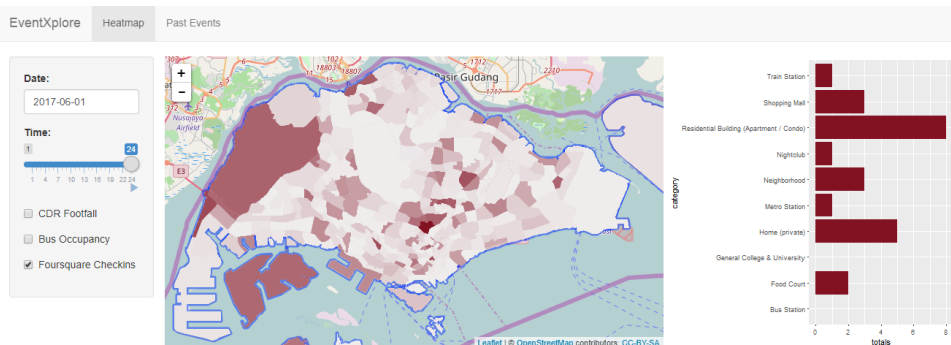 EventXplore Heatmap Past Events
Date:
2017-06-01
Time:
1 24
1 4 7 10 13 16 19 22 24
CDR Footfall
Bus Occupancy
Foursquare Checkins
+
-
Pasir Gudang
Nusajaya
Airfield
E3
Leaflet | © OpenStreetMap contributors, CC-BY-SA
category
Train Station
Shopping Mall
Residential Building (Apartment / Condo)
Nightclub
Neighborhood
Metro Station
Home (private)
General College & University
Food Court
Bus Station
0 2 4 6 8
totals